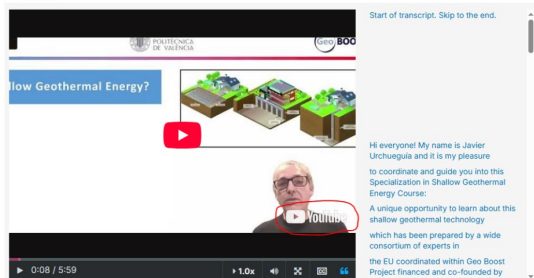 POLITÈCNICA
DE VALÈNCIA
Geo BOO
llow Geothermal Energy?
YouTube
0:08 / 5:59
1.0x
Start of transcript. Skip to the end.
Hi everyone! My name is Javier
Urchueguía and it is my pleasure
to coordinate and guide you into this
Specialization in Shallow Geothermal
Energy Course:
A unique opportunity to learn about this
shallow geothermal technology
which has been prepared by a wide
consortium of experts in
the EU coordinated within Geo Boost
Project financed and co-founded by